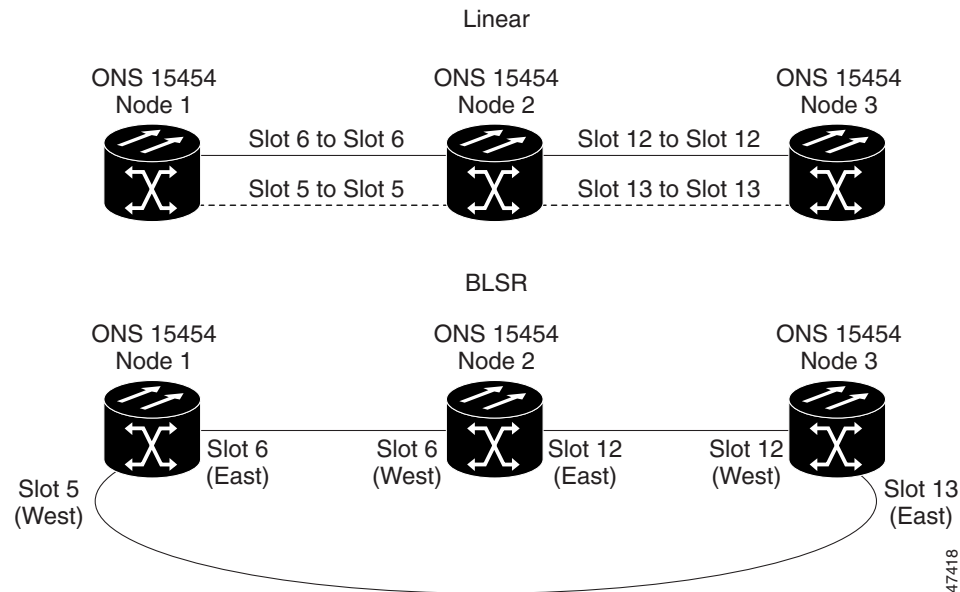 Linear
ONS 15454
Node 1
ONS 15454
Node 2
ONS 15454
Node 3
Slot 6 to Slot 6
Slot 12 to Slot 12
Slot 5 to Slot 5
Slot 13 to Slot 13
BLSR
ONS 15454
Node 1
ONS 15454
Node 2
ONS 15454
Node 3
Slot 6
(East)
Slot 6
(West)
Slot 12
(East)
Slot 12
(West)
Slot 5
(West)
Slot 13
(East)
47418